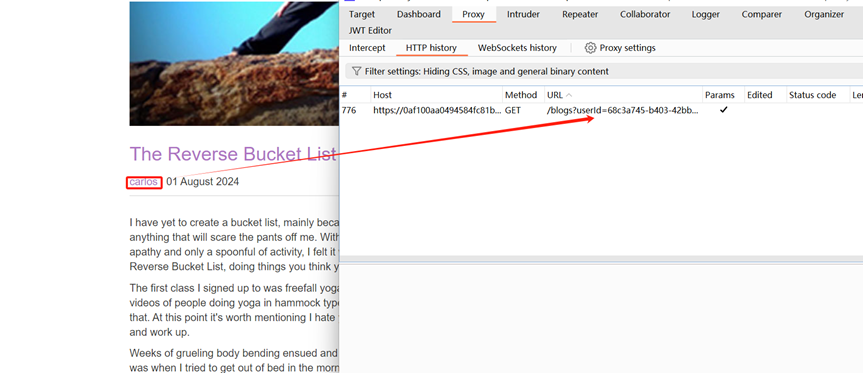 Target Dashboard Proxy Intruder Repeater Collaborator Logger Comparer Organizer
JWT Editor
Intercept HTTP history WebSockets history Proxy settings
Filter settings: Hiding CSS, image and general binary content
# Host Method URL Params Edited Status code Len
776 https://0af100aa0494584fc81b... GET /blogs?userId=68c3a745-b403-42bb... ✓
The Reverse Bucket List
carlos 01 August 2024
I have yet to create a bucket list, mainly beca
anything that will scare the pants off me. With
apathy and only a spoonful of activity, I felt it
Reverse Bucket List, doing things you think y
The first class I signed up to was freefall yoga
videos of people doing yoga in hammock type
that. At this point it's worth mentioning I hate
and work up.
Weeks of grueling body bending ensued and
was when I tried to get out of bed in the morn